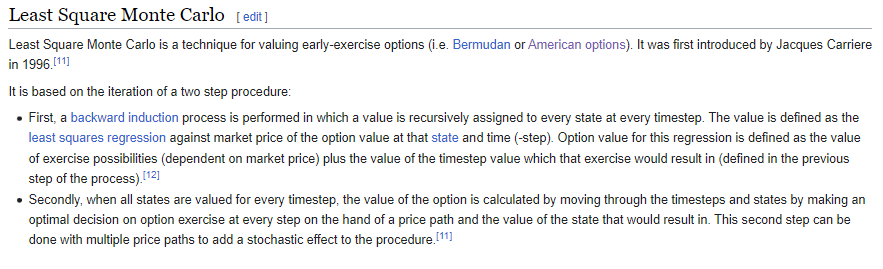 Least Square Monte Carlo [ edit ]
Least Square Monte Carlo is a technique for valuing early-exercise options (i.e. Bermudan or American options). It was first introduced by Jacques Carriere
in 1996.[11]
It is based on the iteration of a two step procedure:
• First, a backward induction process is performed in which a value is recursively assigned to every state at every timestep. The value is defined as the
least squares regression against market price of the option value at that state and time (-step). Option value for this regression is defined as the value
of exercise possibilities (dependent on market price) plus the value of the timestep value which that exercise would result in (defined in the previous
step of the process).[12]
• Secondly, when all states are valued for every timestep, the value of the option is calculated by moving through the timesteps and states by making an
optimal decision on option exercise at every step on the hand of a price path and the value of the state that would result in. This second step can be
done with multiple price paths to add a stochastic effect to the procedure.[11]